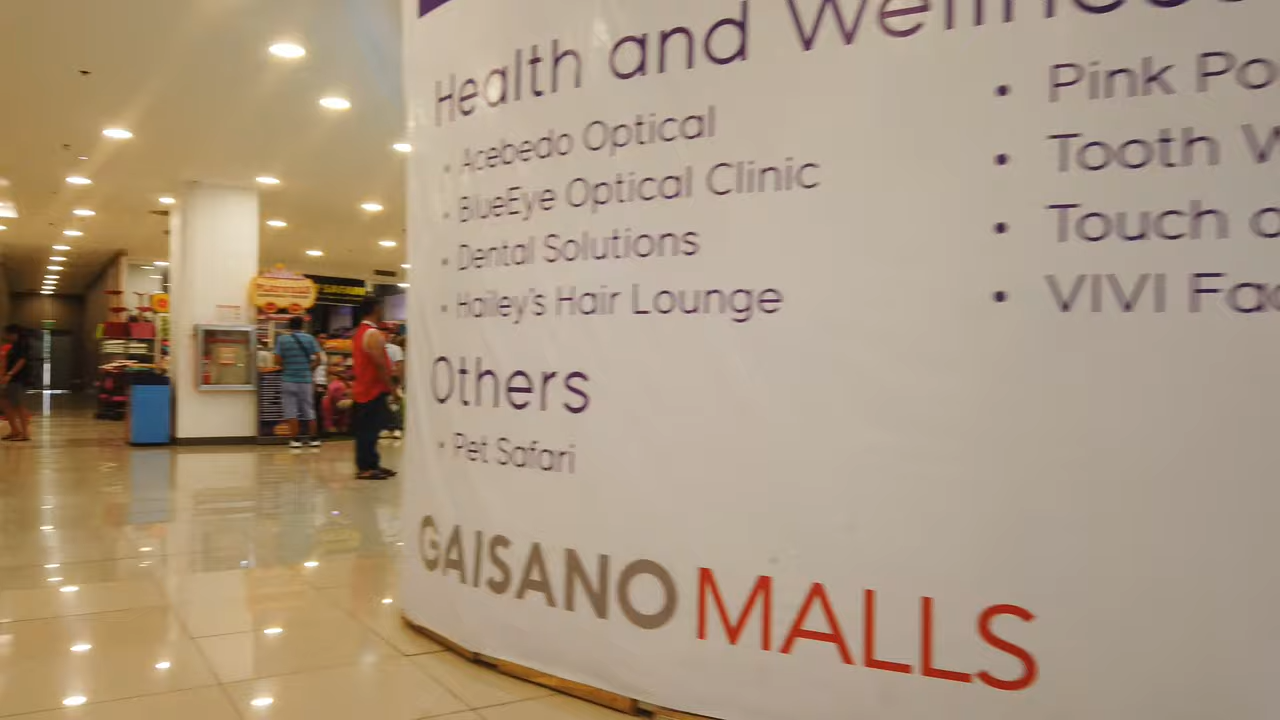 Health and Wellness
• Acebedo Optical
• BlueEye Optical Clinic
• Dental Solutions
• Hailey's Hair Lounge
• Pink Po
• Tooth W
• Touch
• VIVI Fac
Others
• Pet Safari
GAISANO MALLS